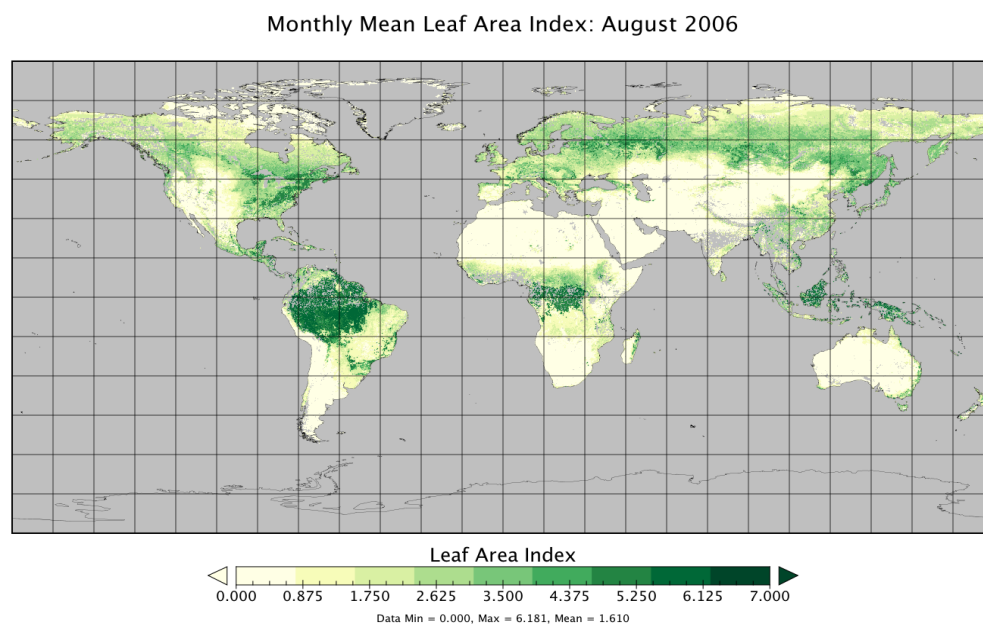 Monthly Mean Leaf Area Index: August 2006
Leaf Area Index
0.000 0.875 1.750 2.625 3.500 4.375 5.250 6.125 7.000
Data Min = 0.000, Max = 6.181, Mean = 1.610